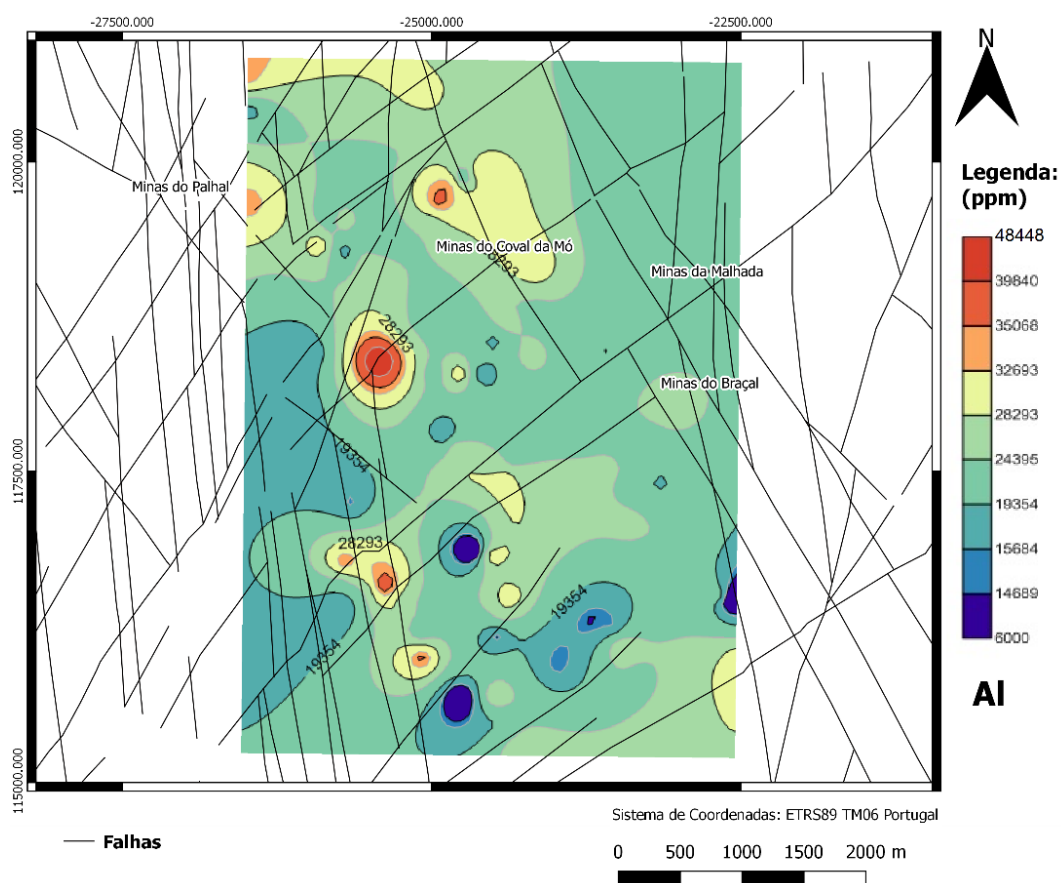 -27500.000
-25000.000
-22500.000
N
120000.000
Minas do Palhal
Minas do Coval da Mó
28293
Minas da Malhada
28293
Minas do Braçal
117500.000
19354
28293
19354
19354
115000.000
Legenda:
(ppm)
48448
39840
35068
32693
28293
24395
19354
15684
14689
6000
Al
Sistema de Coordenadas: ETRS89 TM06 Portugal
Falhas
0 500 1000 1500 2000 m